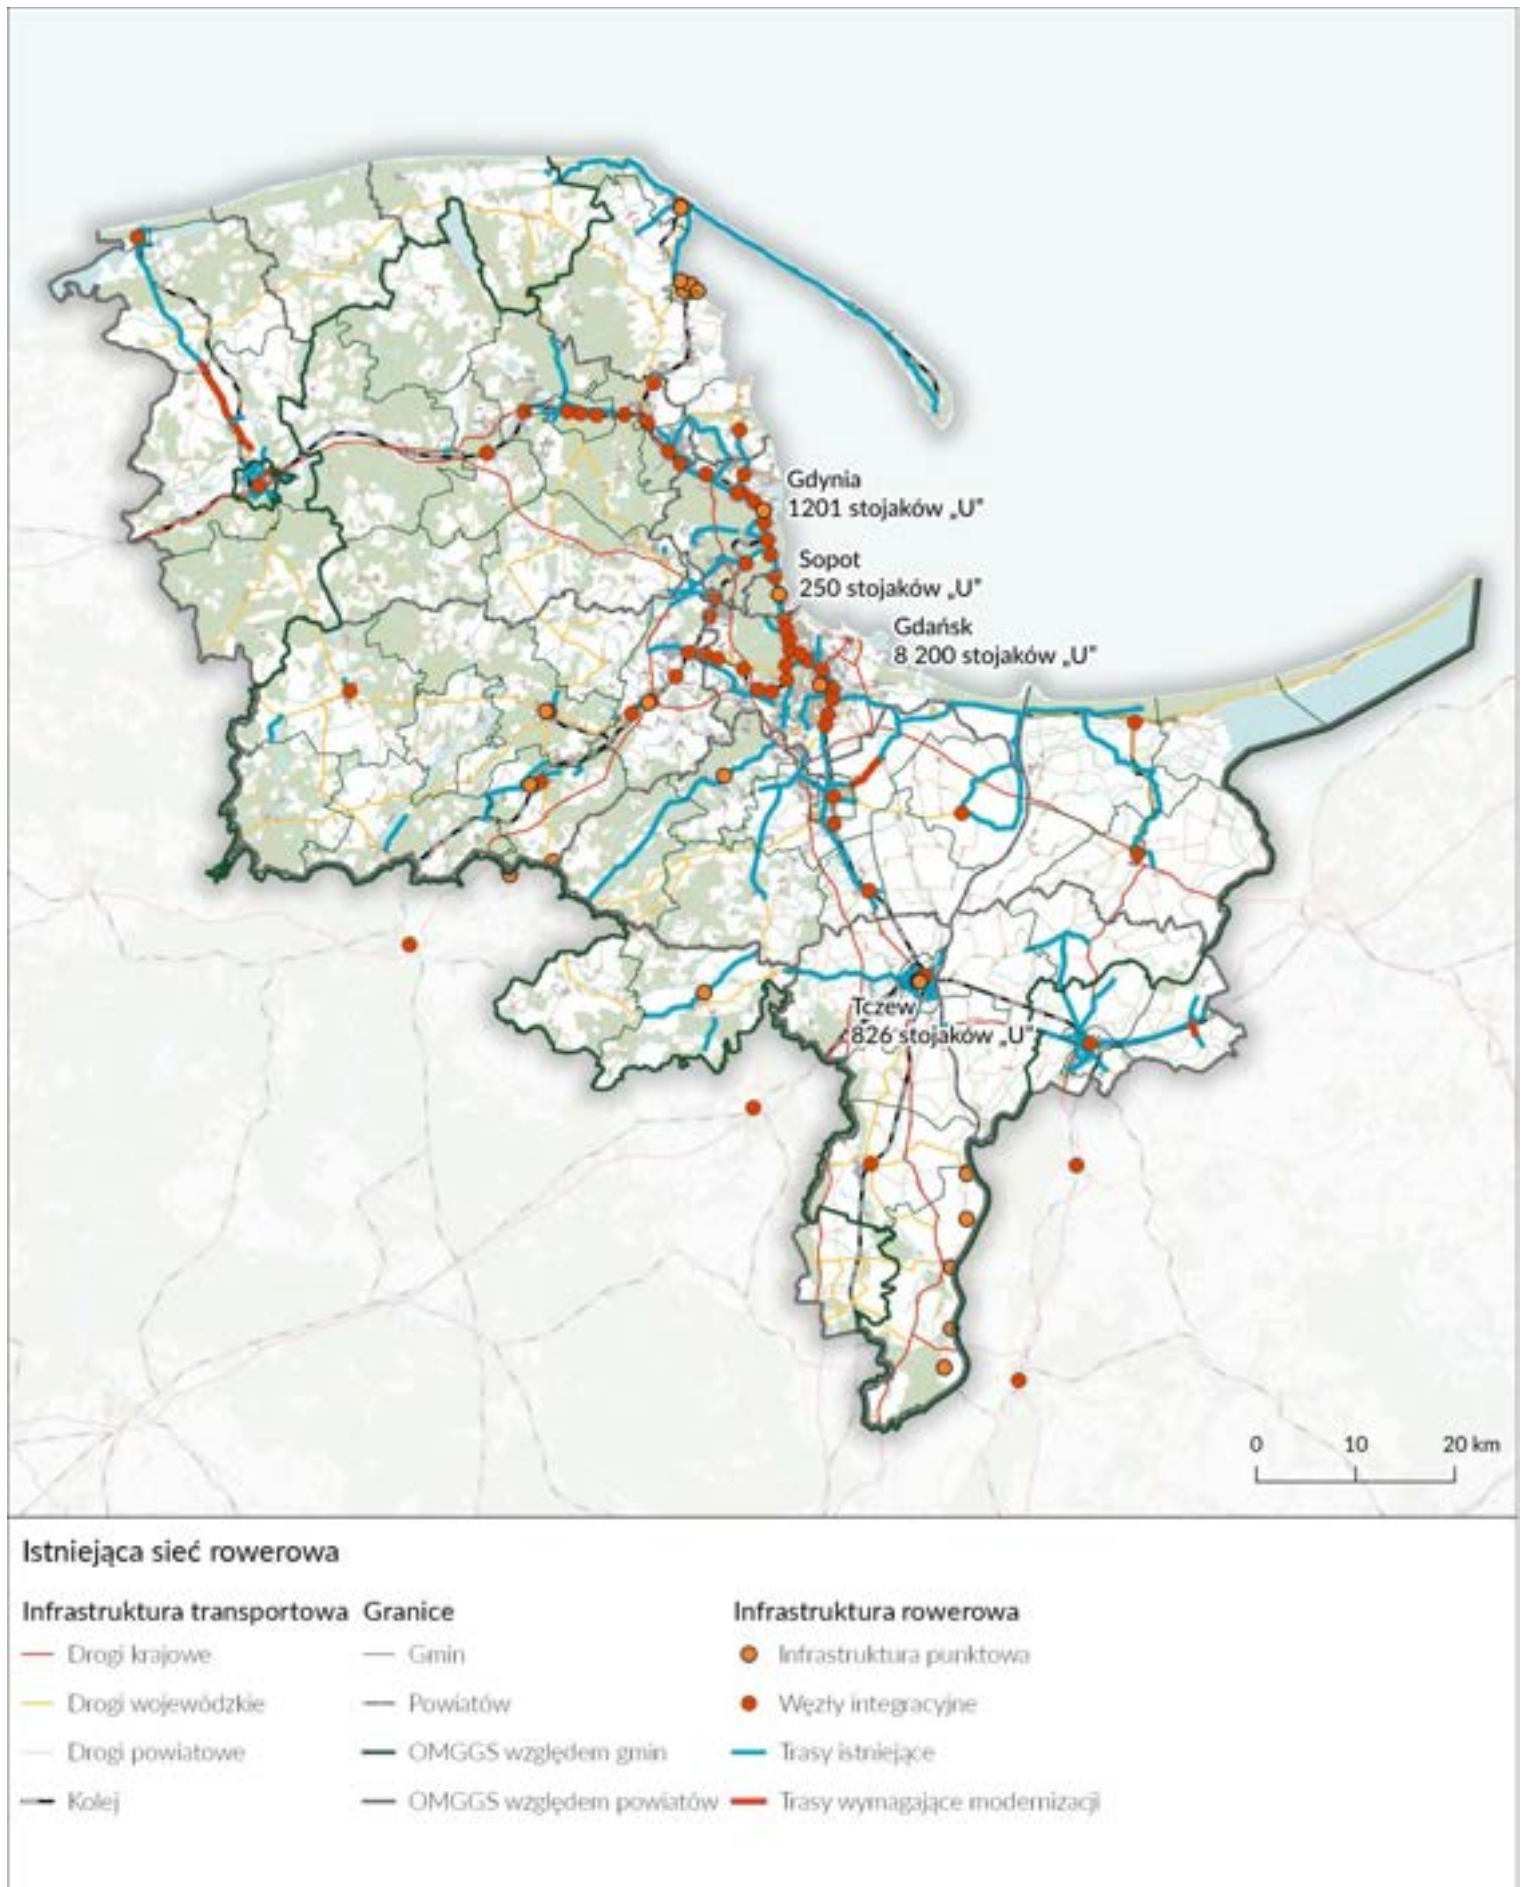 Gdynia
1201 stojaków „U”
Sopot
250 stojaków „U”
Gdańsk
8 200 stojaków „U”
Tczew
826 stojaków „U”
0 10 20 km
Istniejąca sieć rowerowa
Infrastruktura transportowa
Drogi krajowe
Drogi wojewódzkie
Drogi powiatowe
Kolej
Granice
Gmin
Powiatów
OMGGS względem gmin
OMGGS względem powiatów
Infrastruktura rowerowa
Infrastruktura punktowa
Węzły integracyjne
Trasy istniejące
Trasy wymagające modernizacji